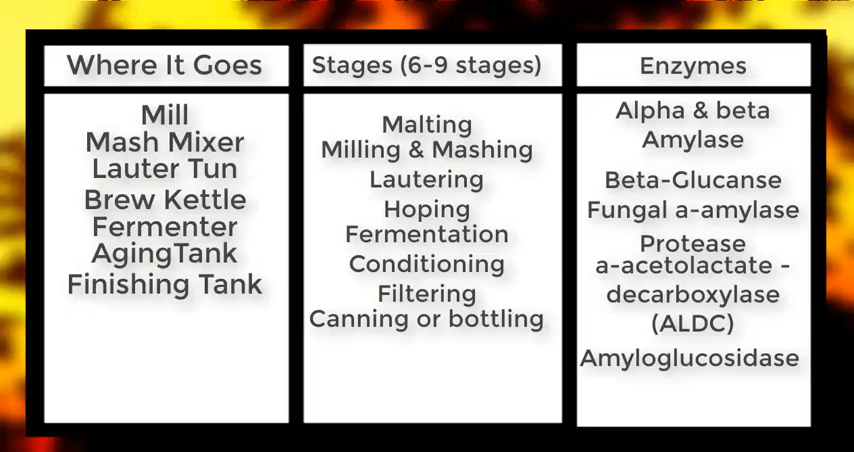 Where It Goes
Mill
Mash Mixer
Lauter Tun
Brew Kettle
Fermenter
AgingTank
Finishing Tank
Stages (6-9 stages)
Malting
Milling & Mashing
Lautering
Hoping
Fermentation
Conditioning
Filtering
Canning or bottling
Enzymes
Alpha & beta
Amylase
Beta-Glucanse
Fungal a-amylase
Protease
a-acetolactate -
decarboxylase
(ALDC)
Amyloglucosidase